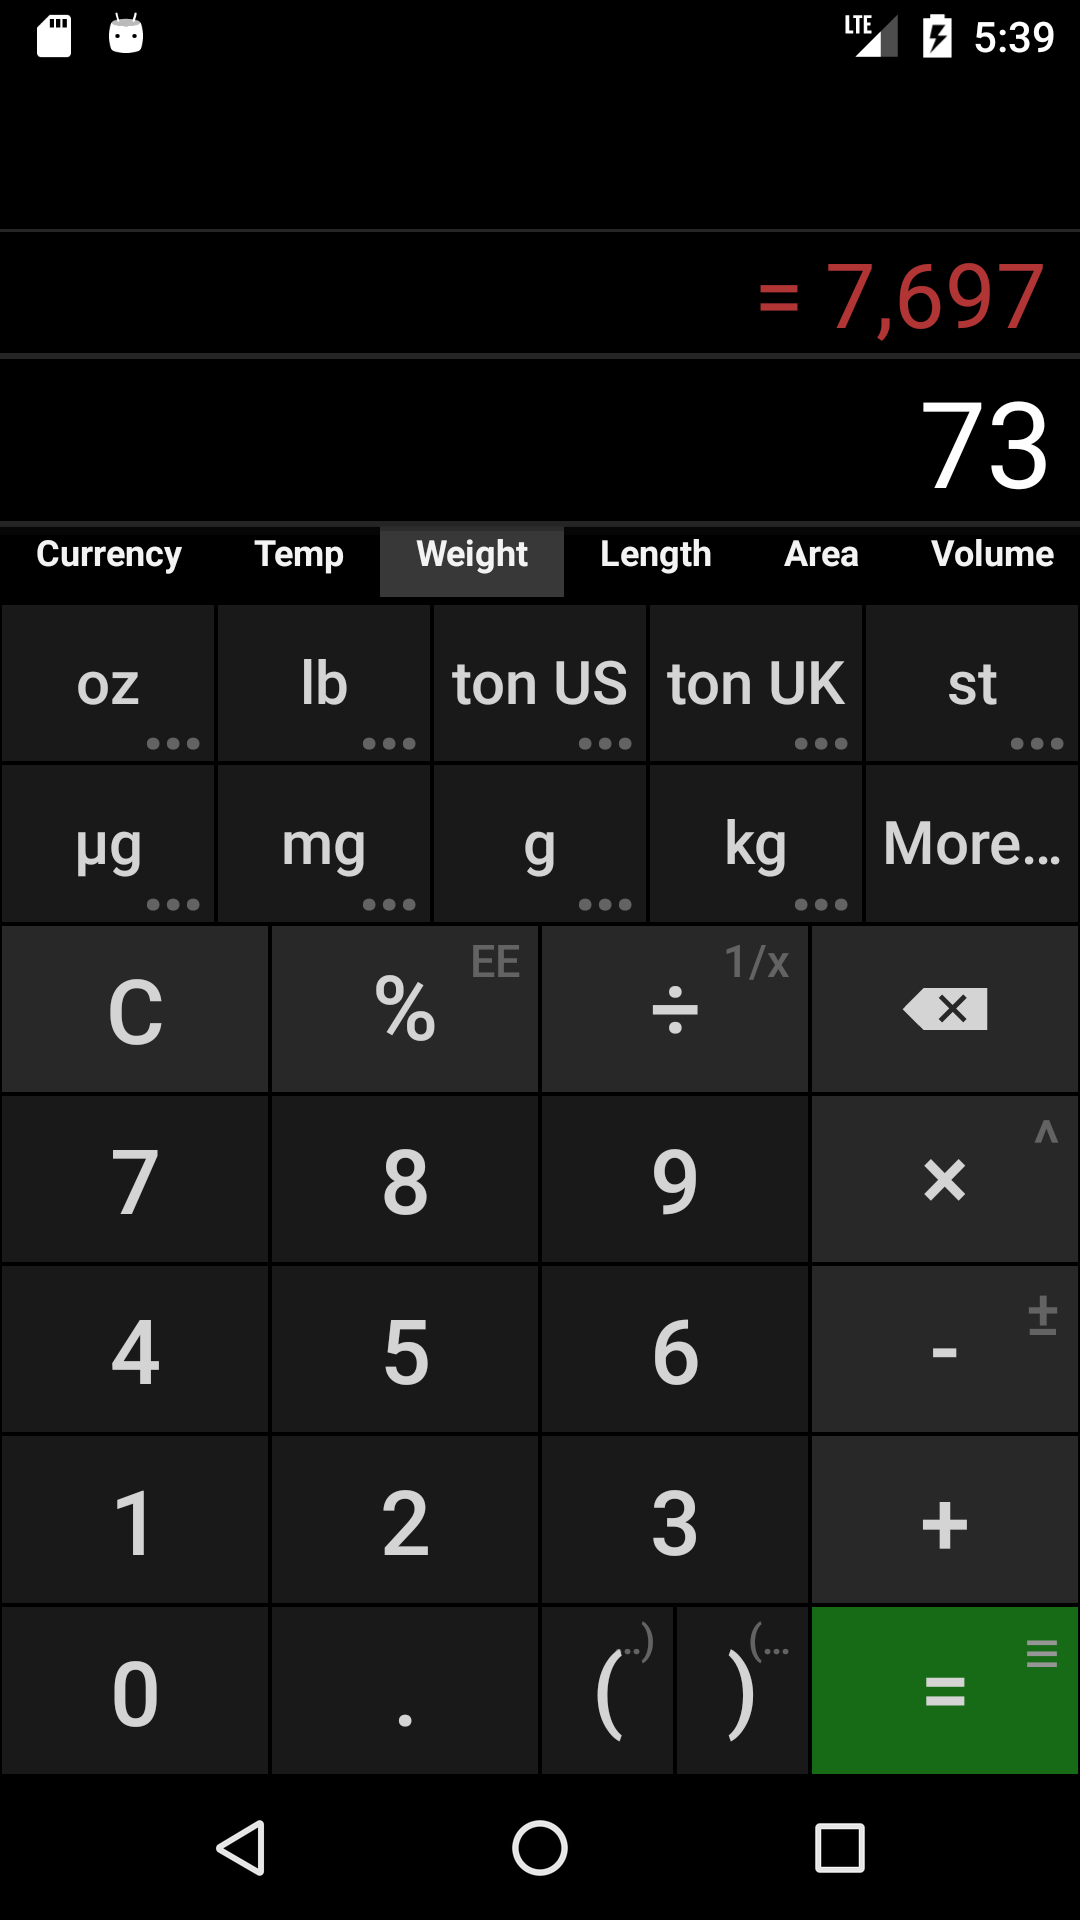 LTE 5:39
= 7,697
73
Currency Temp Weight Length Area Volume
oz lb ton US ton UK st
µg mg g kg More...
C % EE ÷ 1/x
7 8 9 × ^
4 5 6 - ±
1 2 3 +
0 . ( ..) ) (... =